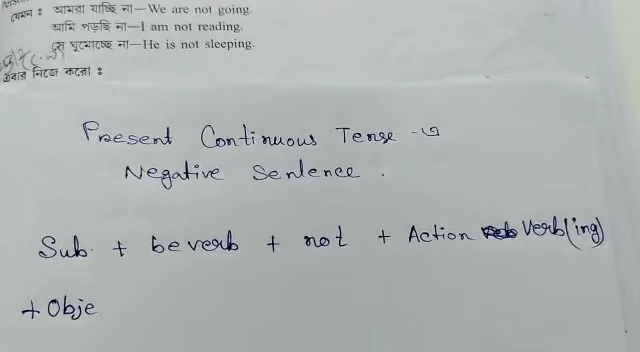 যেমন : আমরা যাচ্ছি না—We are not going.
আমি পড়ছি না—I am not reading.
সে ঘুমোচ্ছে না—He is not sleeping.
এবার নিজে করো :
Present Continuous Tense -এ
Negative Sentence.
Sub. + be verb + not + Action Verb(ing)
+ Obje